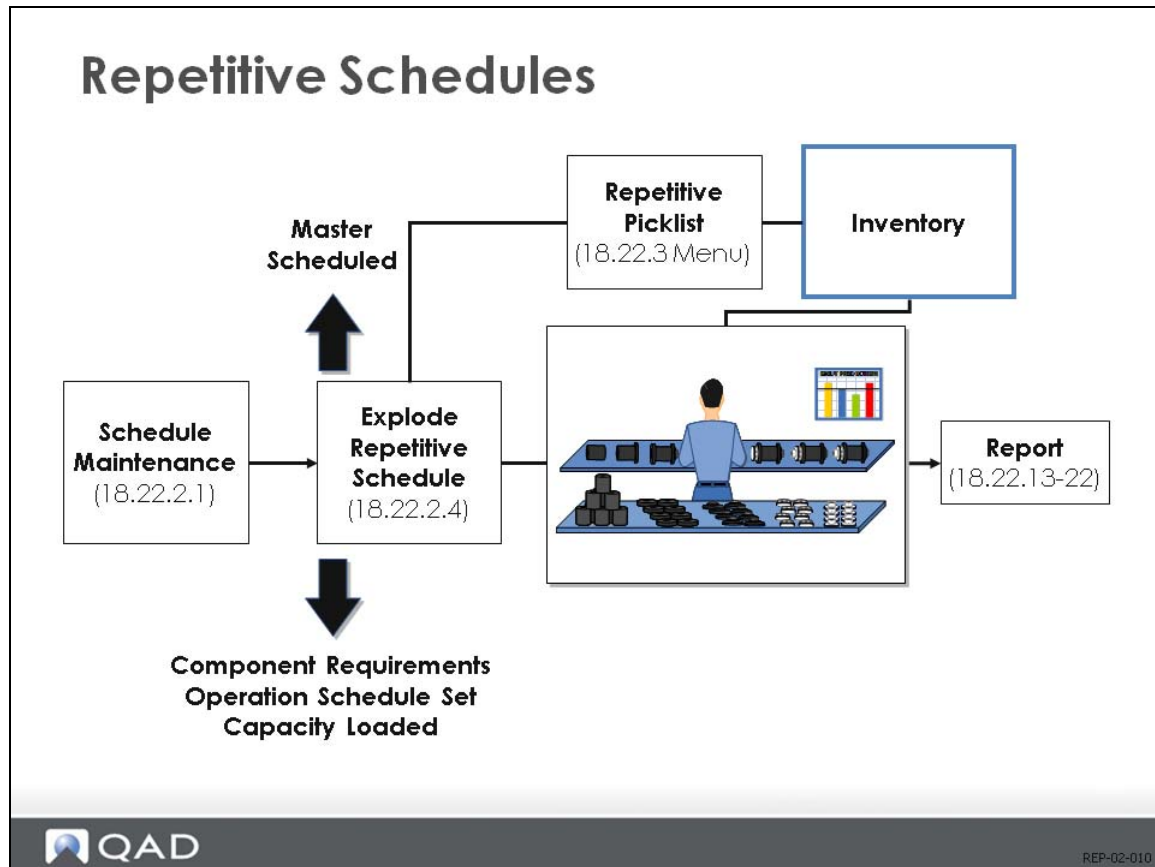 Repetitive Schedules
Repetitive
Picklist
(18.22.3 Menu)
Inventory
Master
Scheduled
Schedule
Maintenance
(18.22.2.1)
Explode
Repetitive
Schedule
(18.22.2.4)
Report
(18.22.13-22)
Component Requirements
Operation Schedule Set
Capacity Loaded
QAD
REP-02-010